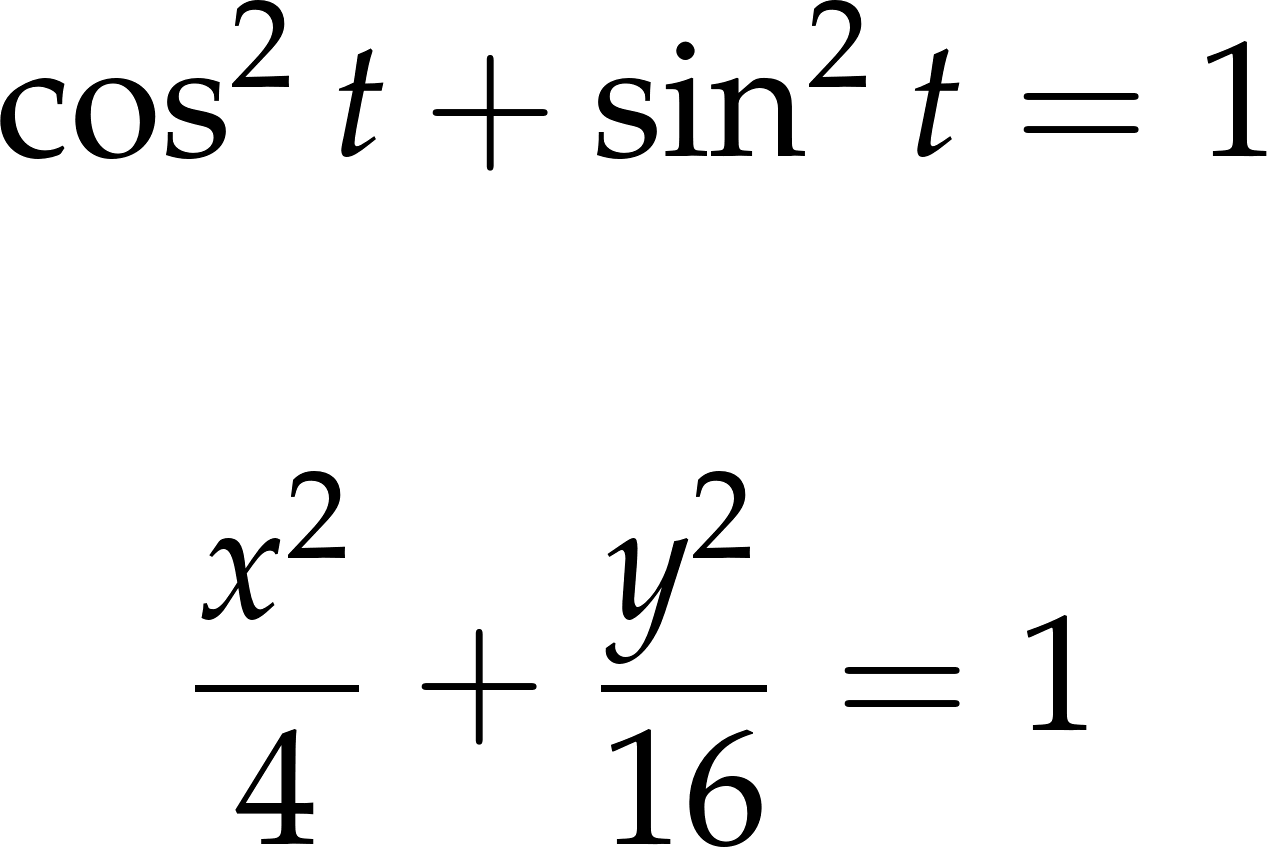 cos² t + sin² t = 1
x²/4 + y²/16 = 1